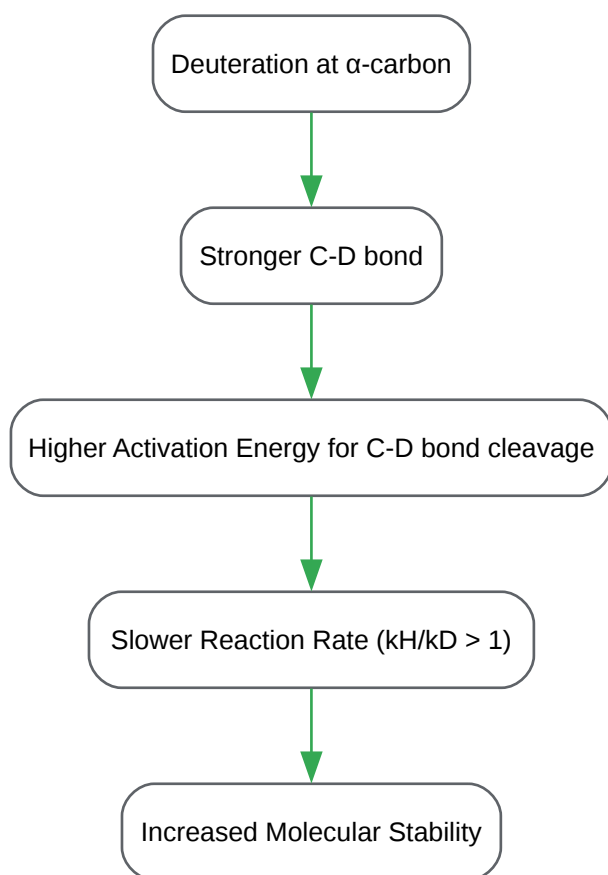 Deuteration at α-carbon
Stronger C-D bond
Higher Activation Energy for C-D bond cleavage
Slower Reaction Rate (kH/kD > 1)
Increased Molecular Stability